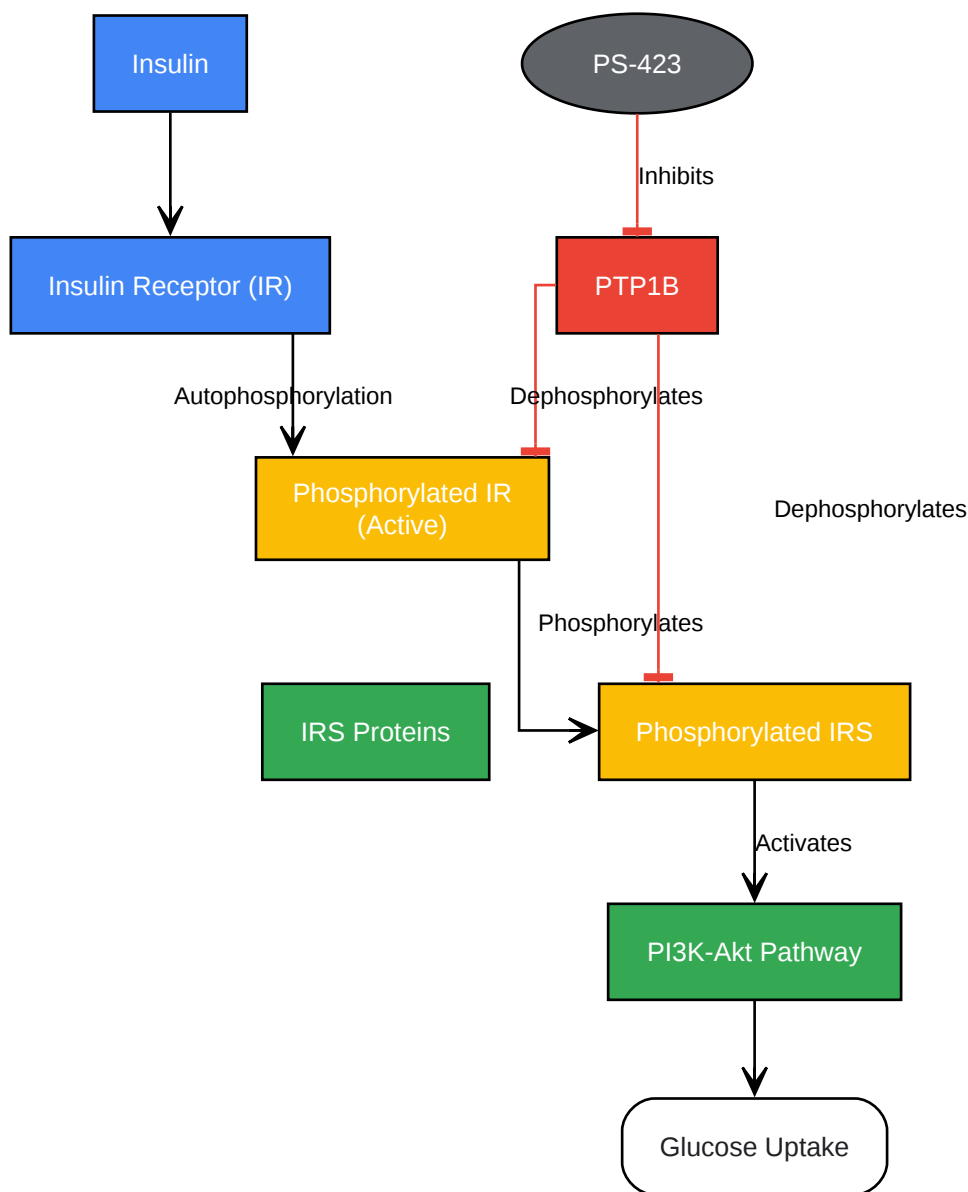 Insulin
PS-423
Inhibits
Insulin Receptor (IR)
PTP1B
Autophosphorylation
Dephosphorylates
Phosphorylated IR
(Active)
Dephosphorylates
Phosphorylates
IRS Proteins
Phosphorylated IRS
Activates
PI3K-Akt Pathway
Glucose Uptake